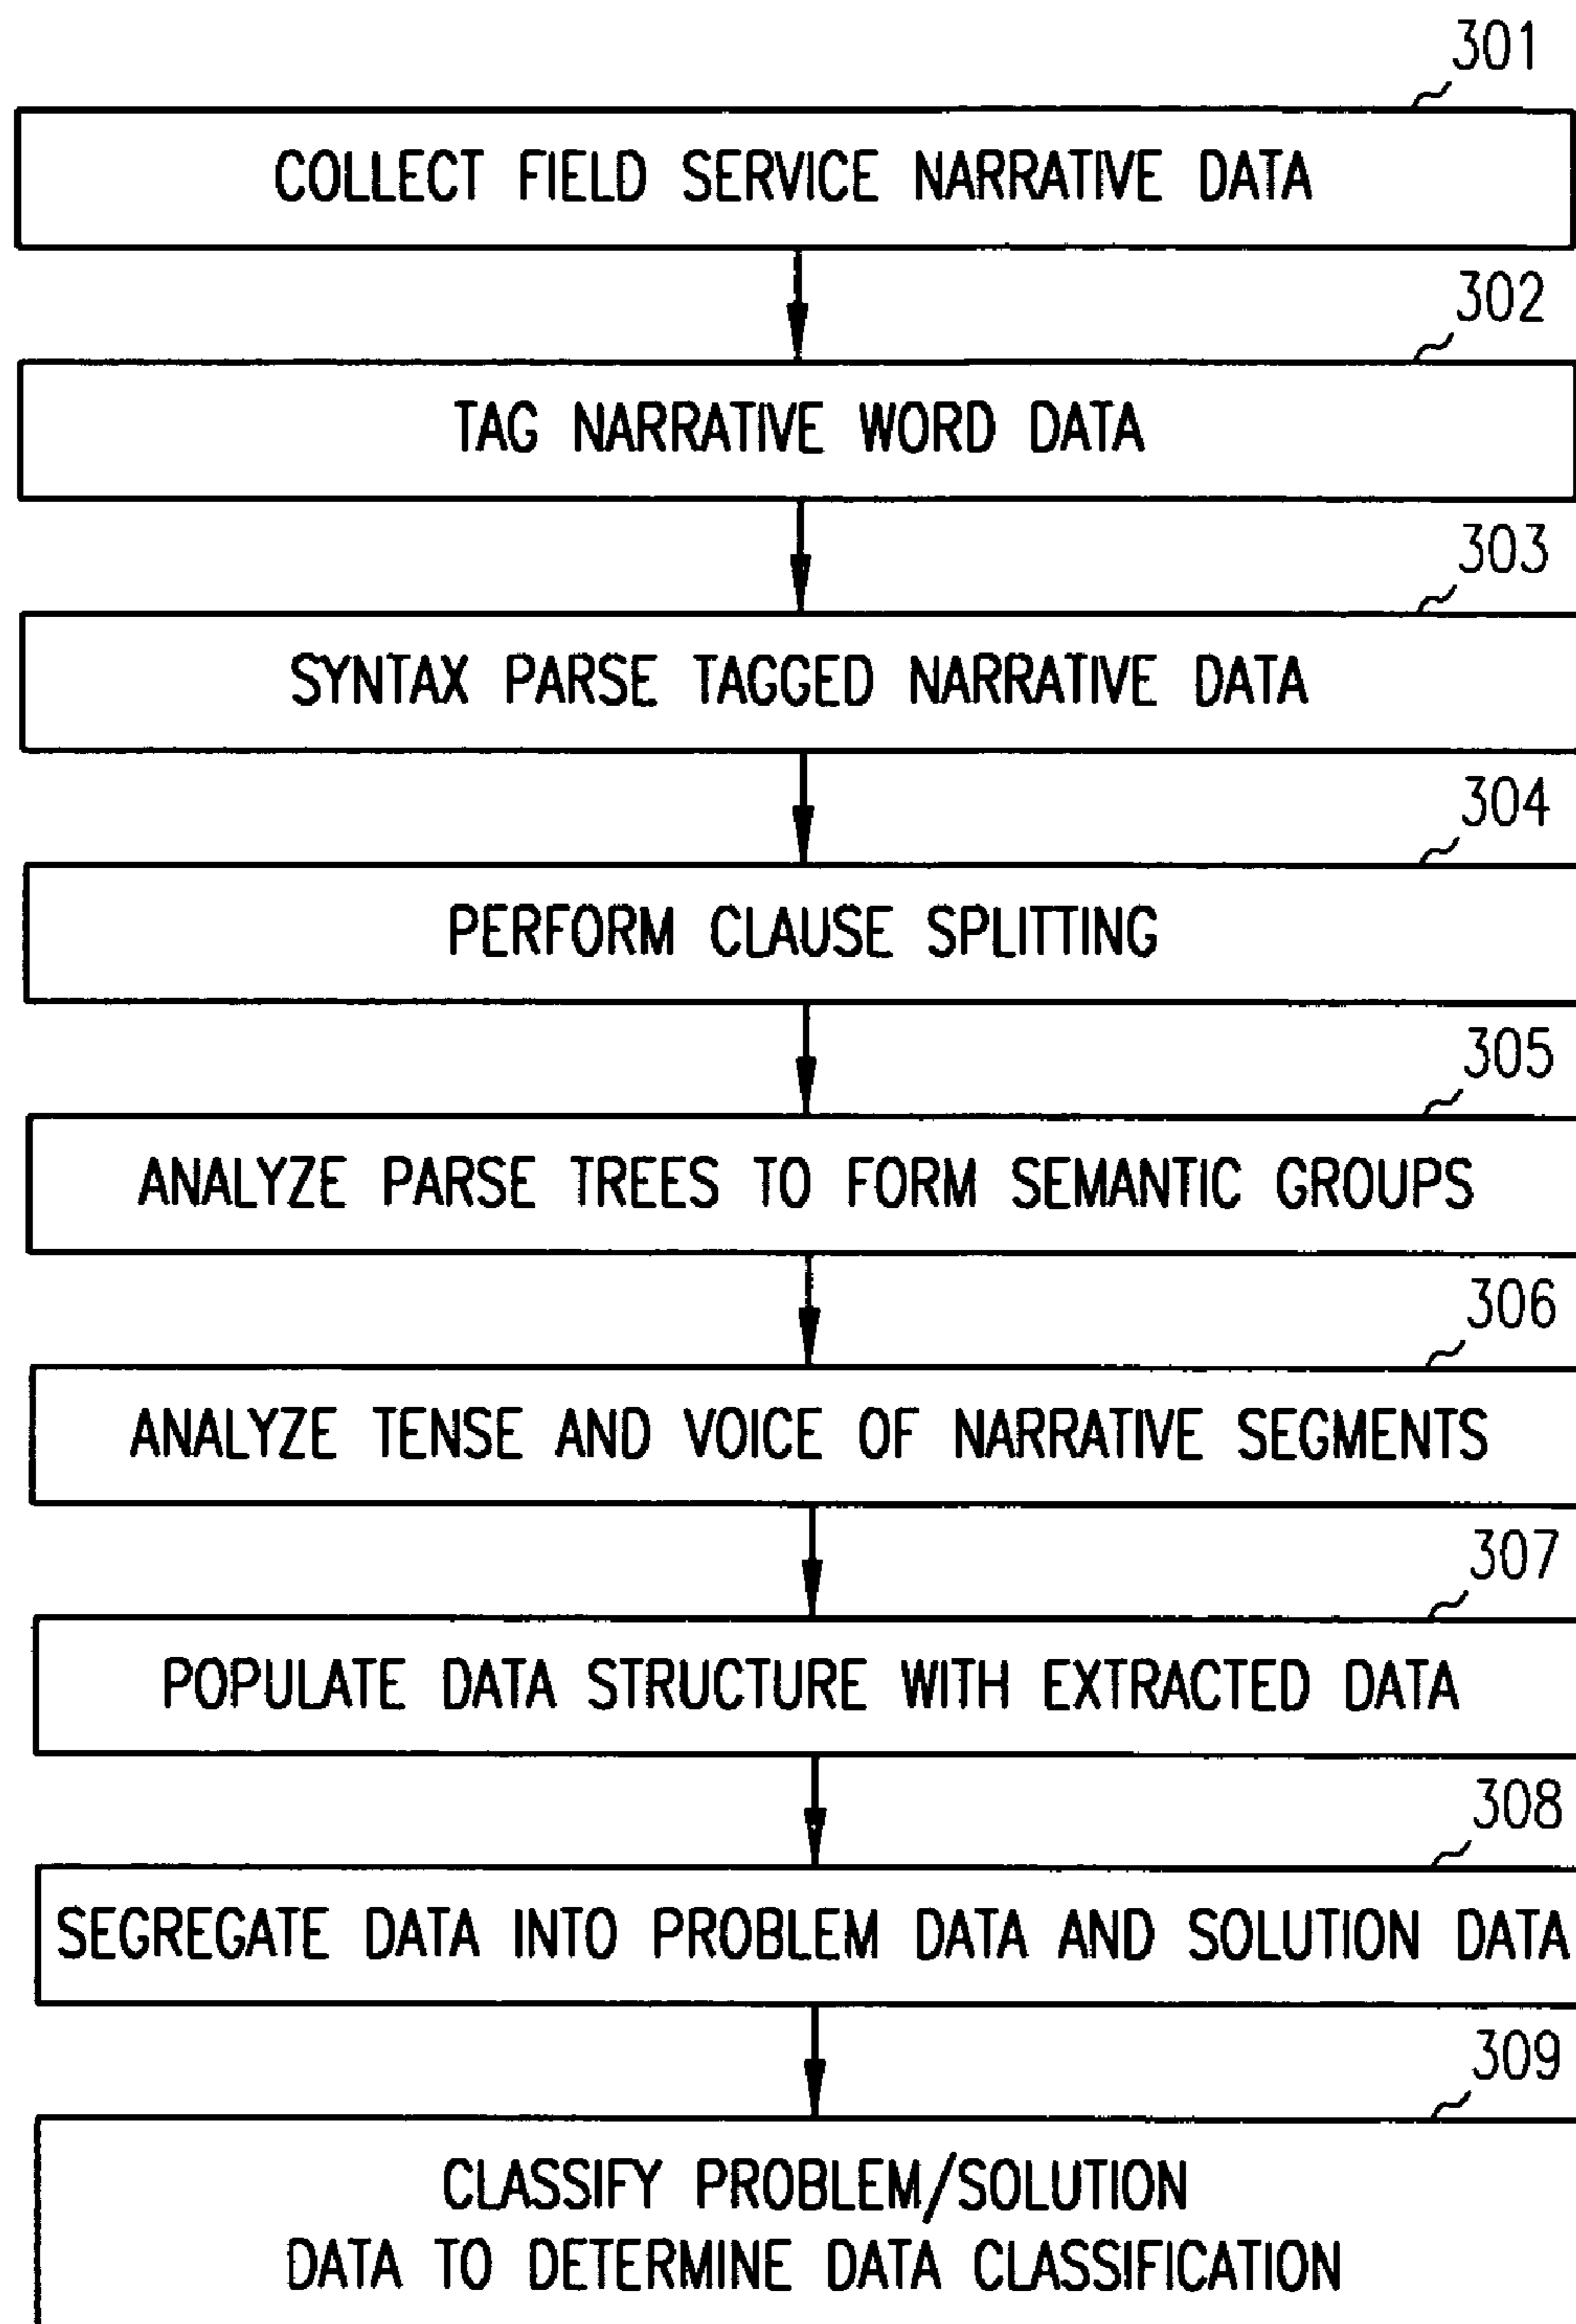 301
COLLECT FIELD SERVICE NARRATIVE DATA
302
TAG NARRATIVE WORD DATA
303
SYNTAX PARSE TAGGED NARRATIVE DATA
304
PERFORM CLAUSE SPLITTING
305
ANALYZE PARSE TREES TO FORM SEMANTIC GROUPS
306
ANALYZE TENSE AND VOICE OF NARRATIVE SEGMENTS
307
POPULATE DATA STRUCTURE WITH EXTRACTED DATA
308
SEGREGATE DATA INTO PROBLEM DATA AND SOLUTION DATA
309
CLASSIFY PROBLEM/SOLUTION
DATA TO DETERMINE DATA CLASSIFICATION